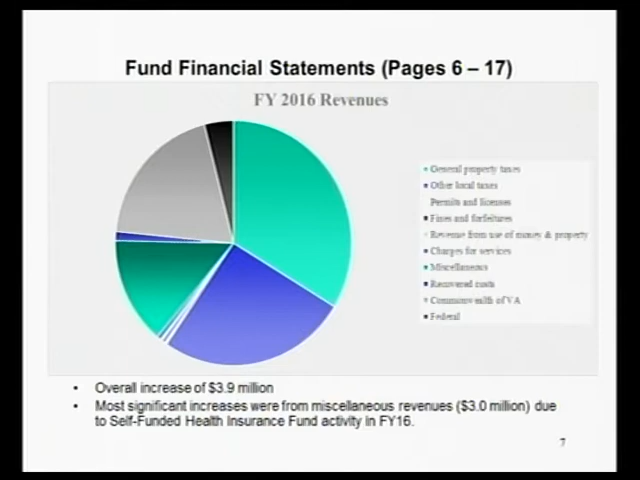 Fund Financial Statements (Pages 6 – 17)
FY 2016 Revenues
General property taxes
Other local taxes
Permits and licenses
Fines and forfeitures
Revenue from use of money & property
Charges for services
Miscellaneous
Recovered costs
Commonwealth of VA
Federal
• Overall increase of $3.9 million
• Most significant increases were from miscellaneous revenues ($3.0 million) due
to Self-Funded Health Insurance Fund activity in FY16.
7